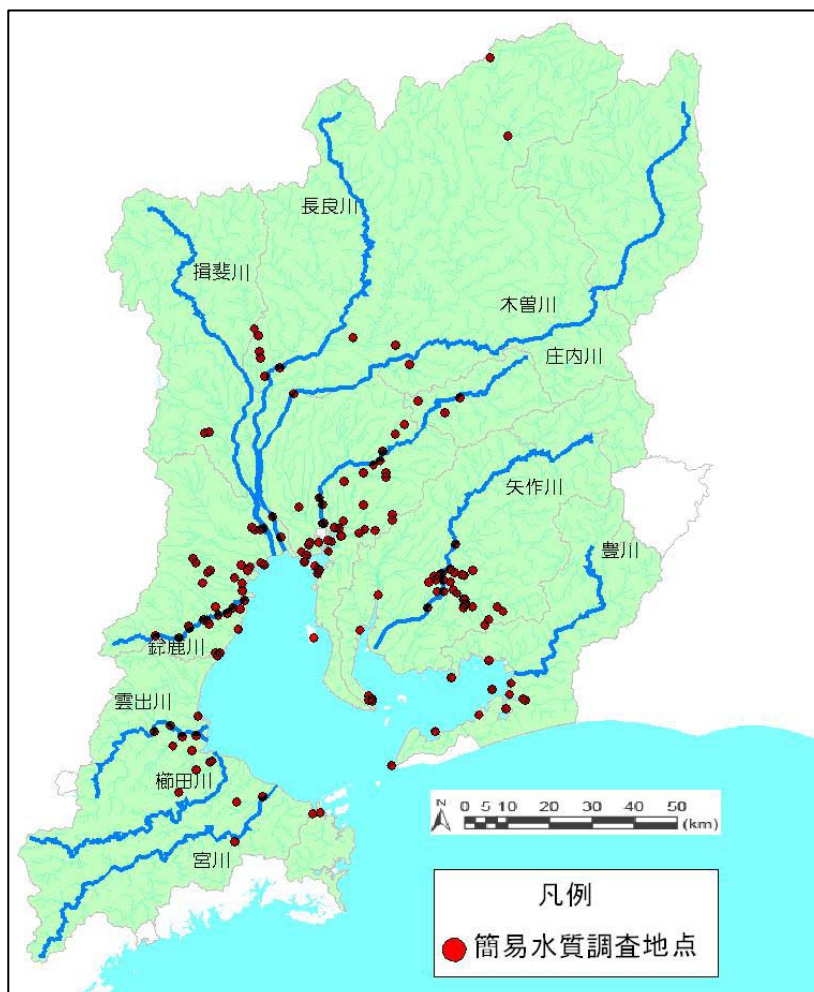 長良川
揖斐川
木曽川
庄内川
矢作川
豊川
鈴鹿川
雲出川
櫛田川
宮川
N
0 5 10 20 30 40 50
(km)
凡例
簡易水質調査地点